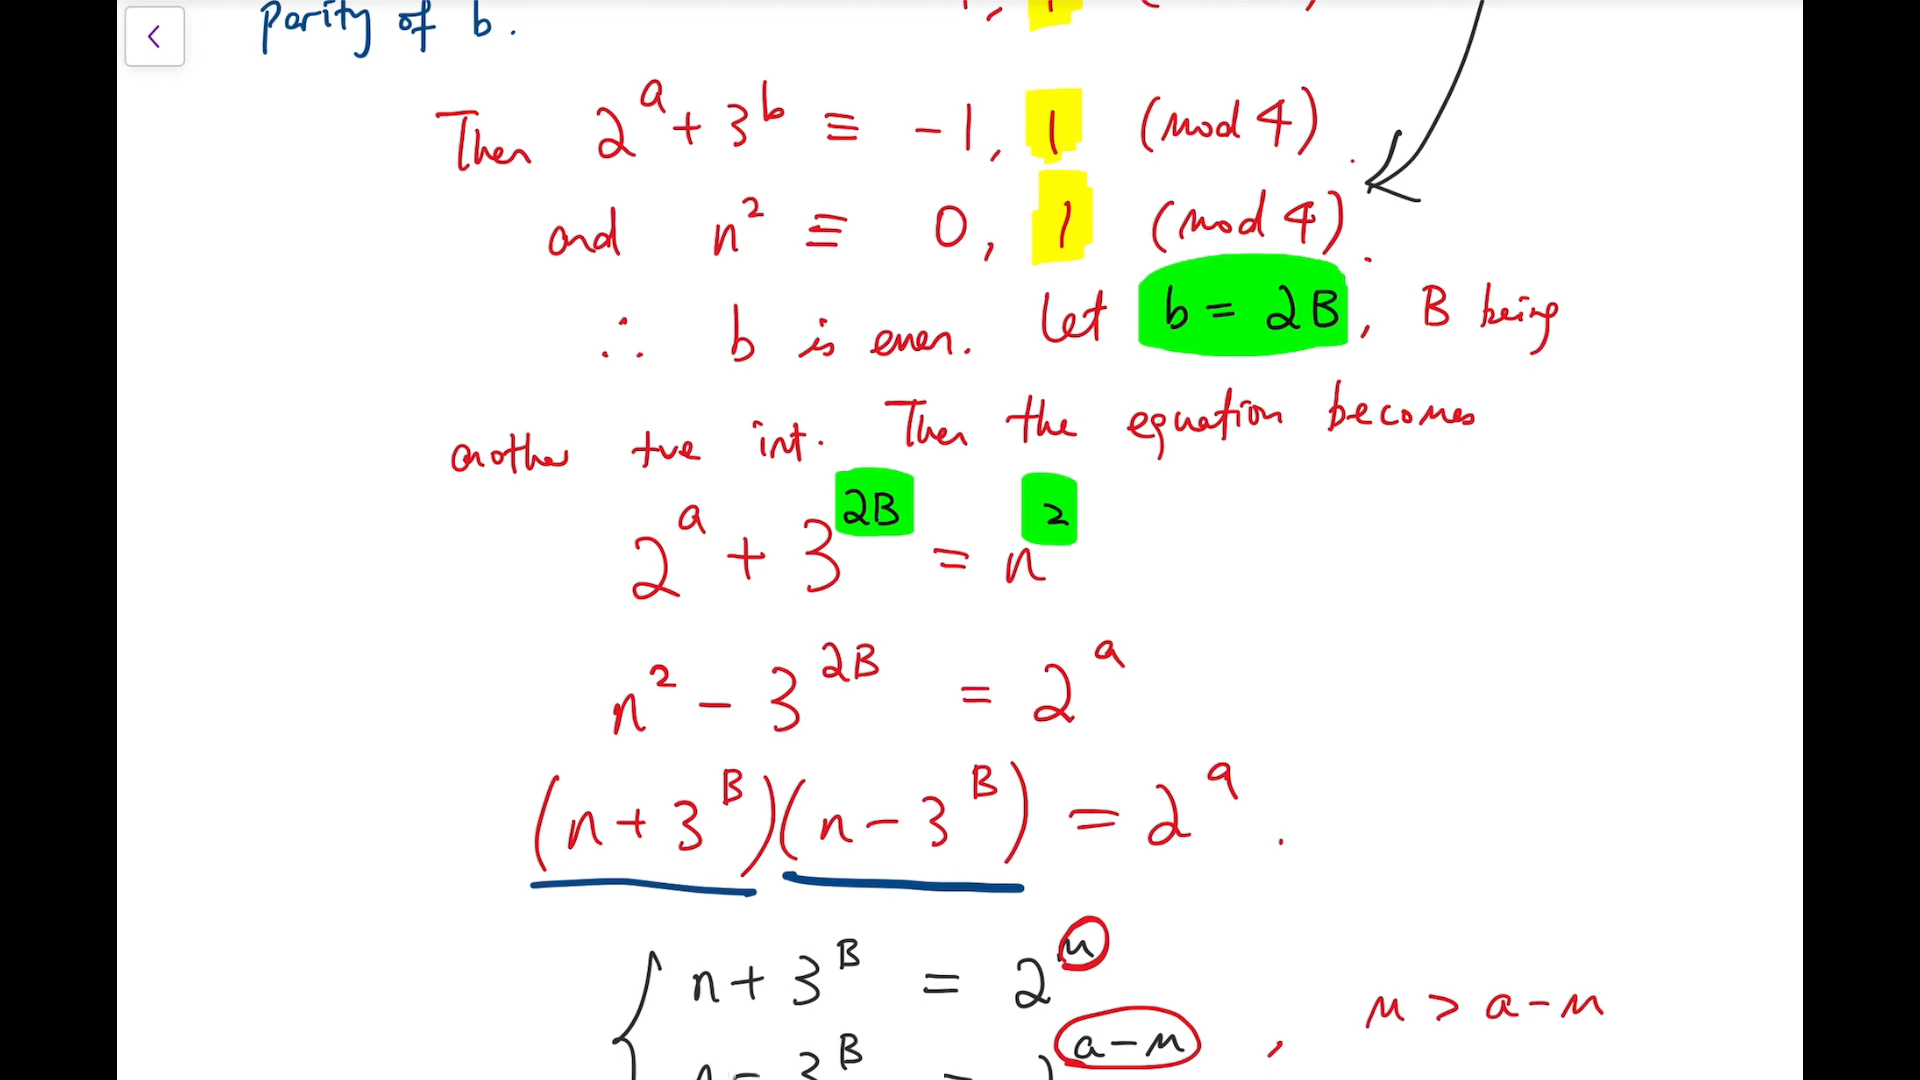 parity of b.
Then 2^a + 3^b ≡ -1, 1 (mod 4).
and n^2 ≡ 0, 1 (mod 4).
∴ b is even. Let b = 2B, B being
another +ve int. Then the equation becomes
2^a + 3^{2B} = n^2
n^2 - 3^{2B} = 2^a
(n + 3^B)(n - 3^B) = 2^a.
n + 3^B = 2^m
a-m, m > a-m